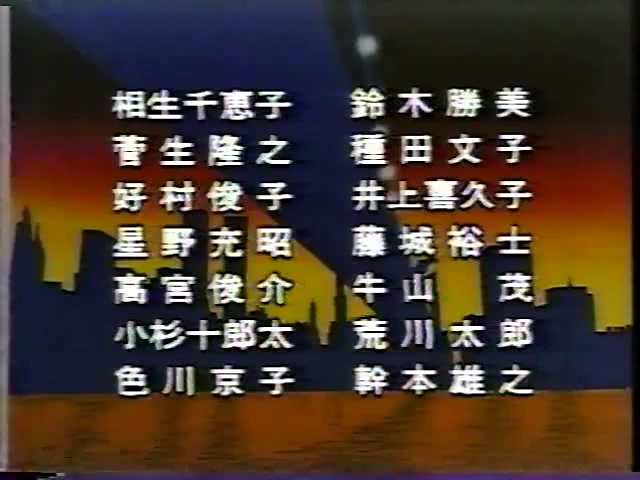 相生千恵子 鈴木勝美
菅生隆之 種田文子
好村俊子 井上喜久子
星野充昭 藤城裕士
高宮俊介 牛山茂
小杉十郎太 荒川太郎
色川京子 幹本雄之